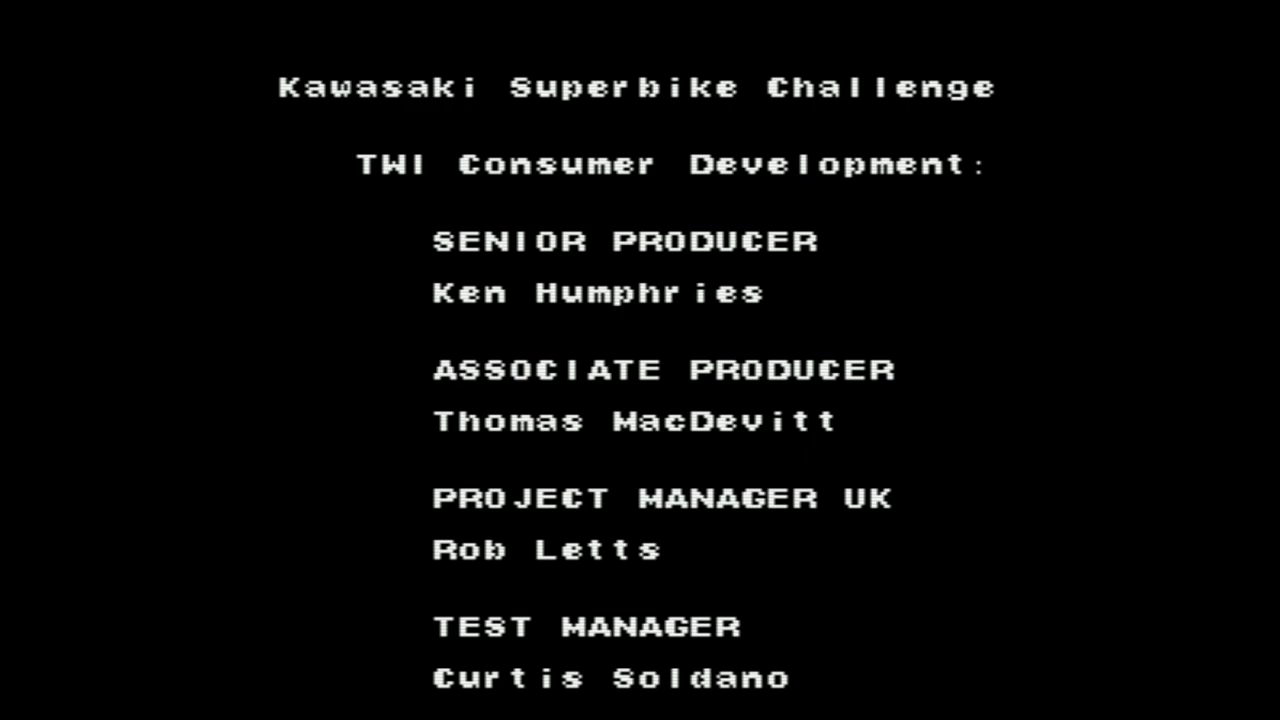 Kawasaki Superbike Challenge
TWI Consumer Development:
SENIOR PRODUCER
Ken Humphries
ASSOCIATE PRODUCER
Thomas MacDevitt
PROJECT MANAGER UK
Rob Letts
TEST MANAGER
Curtis Soldano